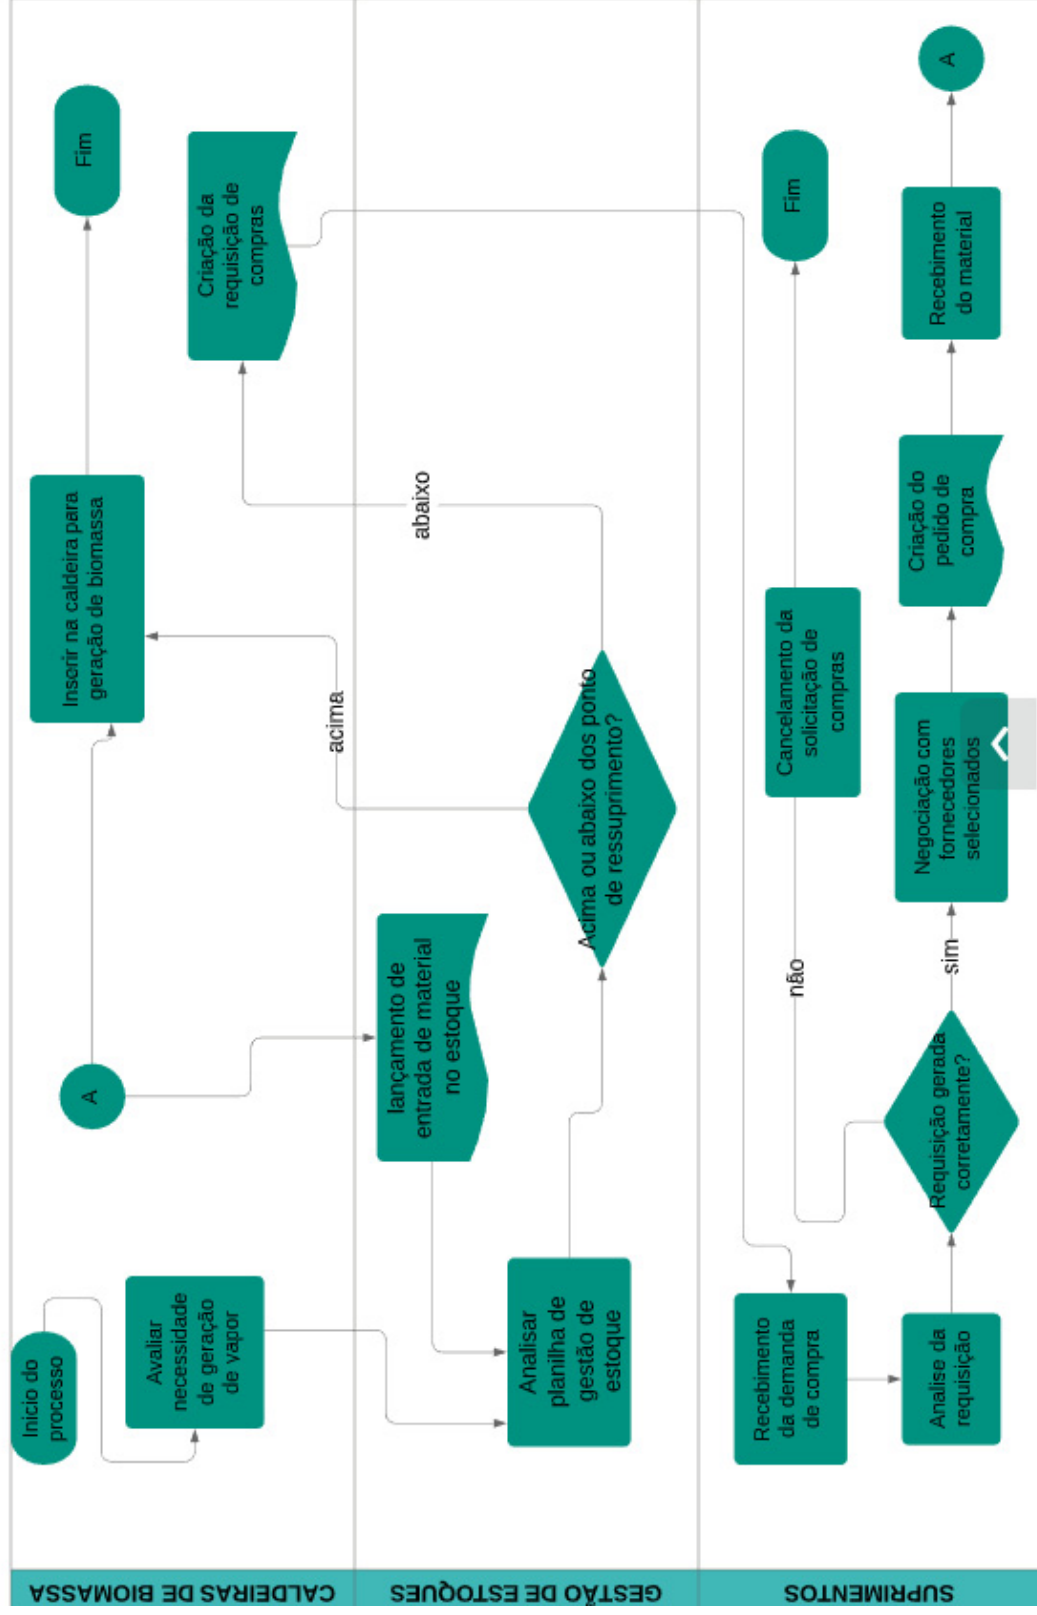 CALDEIRAS DE BIOMASSA
Inicio do
processo
Avaliar
necessidade
de geração
de vapor
A
Inserir na caldeira para
geração de biomassa
Fim
Criação da
requisição de
compras
GESTÃO DE ESTOQUES
Analisar
planilha de
gestão de
estoque
lançamento de
entrada de material
no estoque
Acima ou abaixo dos ponto
de ressuprimento?
acima
abaixo
SUPRIMENTOS
Recebimento
da demanda
de compra
Analise da
requisição
Requisição gerada
corretamente?
não
Cancelamento da
solicitação de
compras
Fim
sim
Negociação com
fornecedores
selecionados
Criação do
pedido de
compra
Recebimento
do material
A